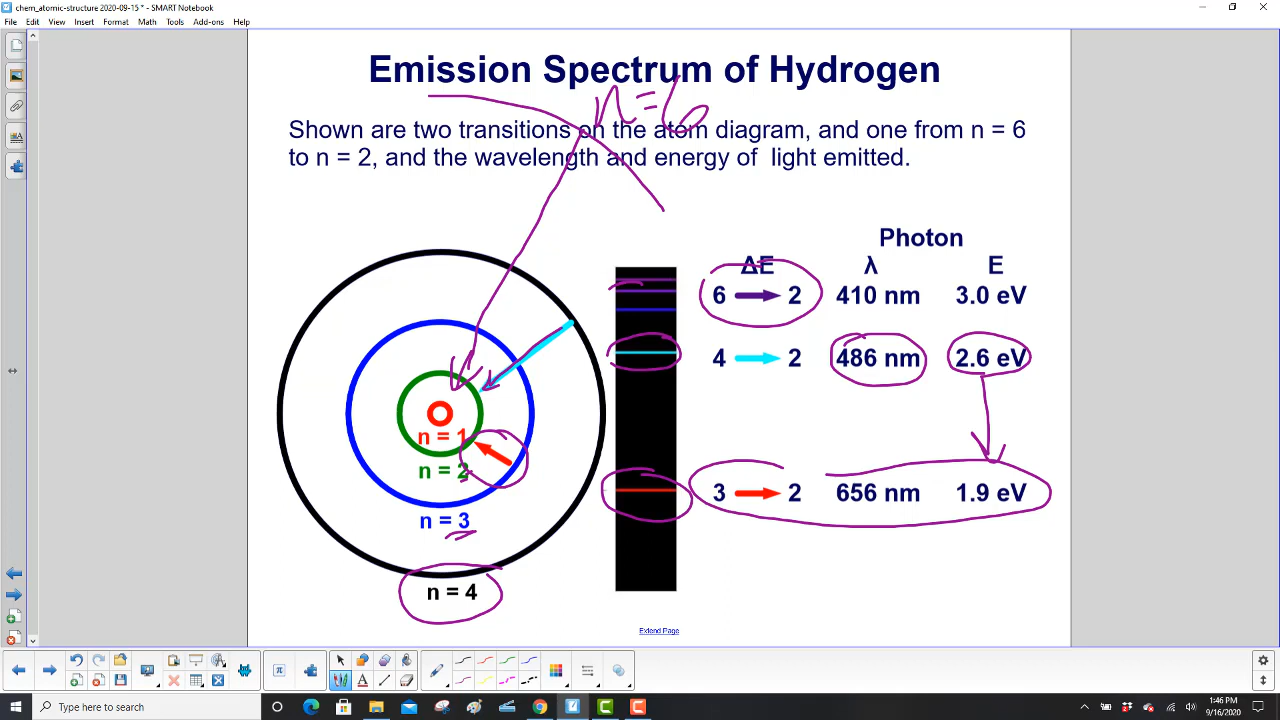 chem_atomic-structure 2020-09-15 * - SMART Notebook
File Edit View Insert Format Math Tools Add-ons Help
Emission Spectrum of Hydrogen
n=6
Shown are two transitions on the atom diagram, and one from n = 6
to n = 2, and the wavelength and energy of light emitted.
Photon
ΔE λ E
6 2 410 nm 3.0 eV
4 2 486 nm 2.6 eV
3 2 656 nm 1.9 eV
n = 1
n = 2
n = 3
n = 4
Extend Page
Type here to search
1:46 PM
9/16/2020